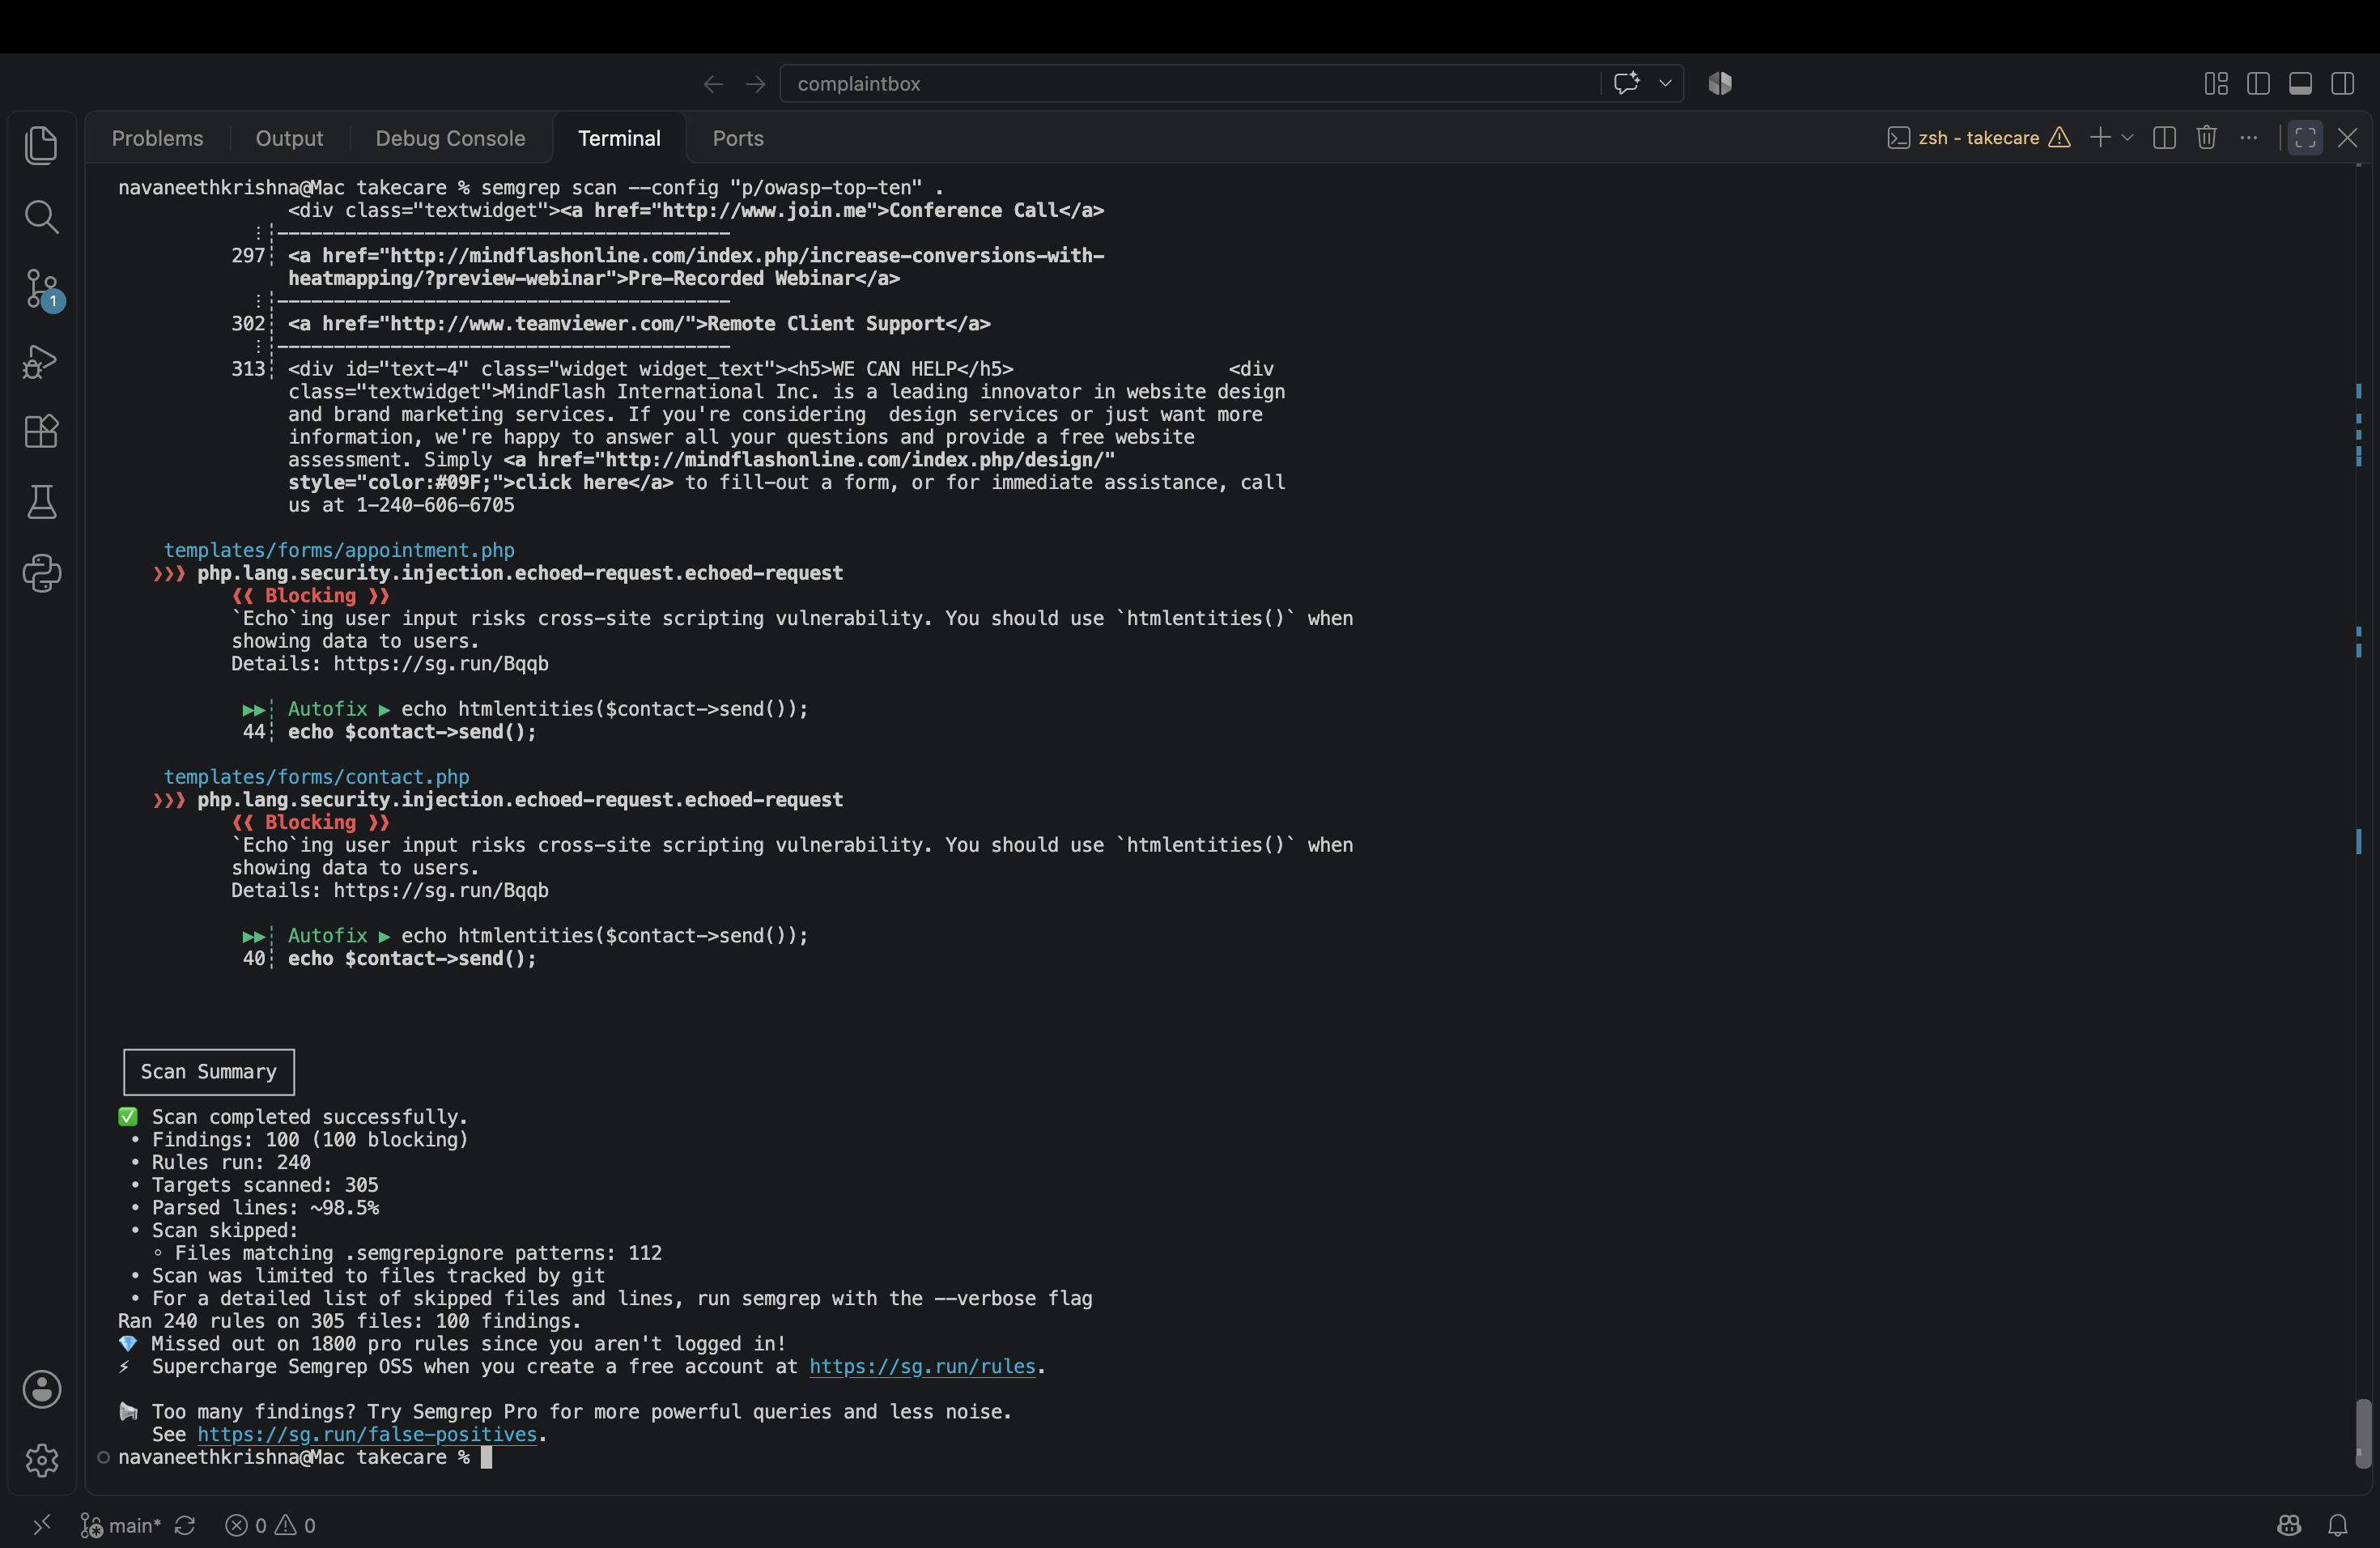 complaintbox
Problems Output Debug Console Terminal Ports
zsh - takecare
navaneethkrishna@Mac takecare % semgrep scan --config "p/owasp-top-ten" .
<div class="textwidget"><a href="http://www.join.me">Conference Call</a>
⋮┆----------------------------------------
297┆ <a href="http://mindflashonline.com/index.php/increase-conversions-with-
heatmapping/?preview-webinar">Pre-Recorded Webinar</a>
⋮┆----------------------------------------
302┆ <a href="http://www.teamviewer.com/">Remote Client Support</a>
⋮┆----------------------------------------
313┆ <div id="text-4" class="widget widget_text"><h5>WE CAN HELP</h5> <div
class="textwidget">MindFlash International Inc. is a leading innovator in website design
and brand marketing services. If you're considering  design services or just want more
information, we're happy to answer all your questions and provide a free website
assessment. Simply <a href="http://mindflashonline.com/index.php/design/"
style="color:#09F;">click here</a> to fill-out a form, or for immediate assistance, call
us at 1-240-606-6705
templates/forms/appointment.php
❯❯❱ php.lang.security.injection.echoed-request.echoed-request
❰❰ Blocking ❱❱
`Echo`ing user input risks cross-site scripting vulnerability. You should use `htmlentities()` when
showing data to users.
Details: https://sg.run/Bqqb
▶▶┆ Autofix ▶ echo htmlentities($contact->send());
44┆ echo $contact->send();
templates/forms/contact.php
❯❯❱ php.lang.security.injection.echoed-request.echoed-request
❰❰ Blocking ❱❱
`Echo`ing user input risks cross-site scripting vulnerability. You should use `htmlentities()` when
showing data to users.
Details: https://sg.run/Bqqb
▶▶┆ Autofix ▶ echo htmlentities($contact->send());
40┆ echo $contact->send();
Scan Summary
✅ Scan completed successfully.
• Findings: 100 (100 blocking)
• Rules run: 240
• Targets scanned: 305
• Parsed lines: ~98.5%
• Scan skipped:
◦ Files matching .semgrepignore patterns: 112
• Scan was limited to files tracked by git
• For a detailed list of skipped files and lines, run semgrep with the --verbose flag
Ran 240 rules on 305 files: 100 findings.
💎 Missed out on 1800 pro rules since you aren't logged in!
⚡ Supercharge Semgrep OSS when you create a free account at https://sg.run/rules.
📢 Too many findings? Try Semgrep Pro for more powerful queries and less noise.
See https://sg.run/false-positives.
navaneethkrishna@Mac takecare %
1
main* 0 0